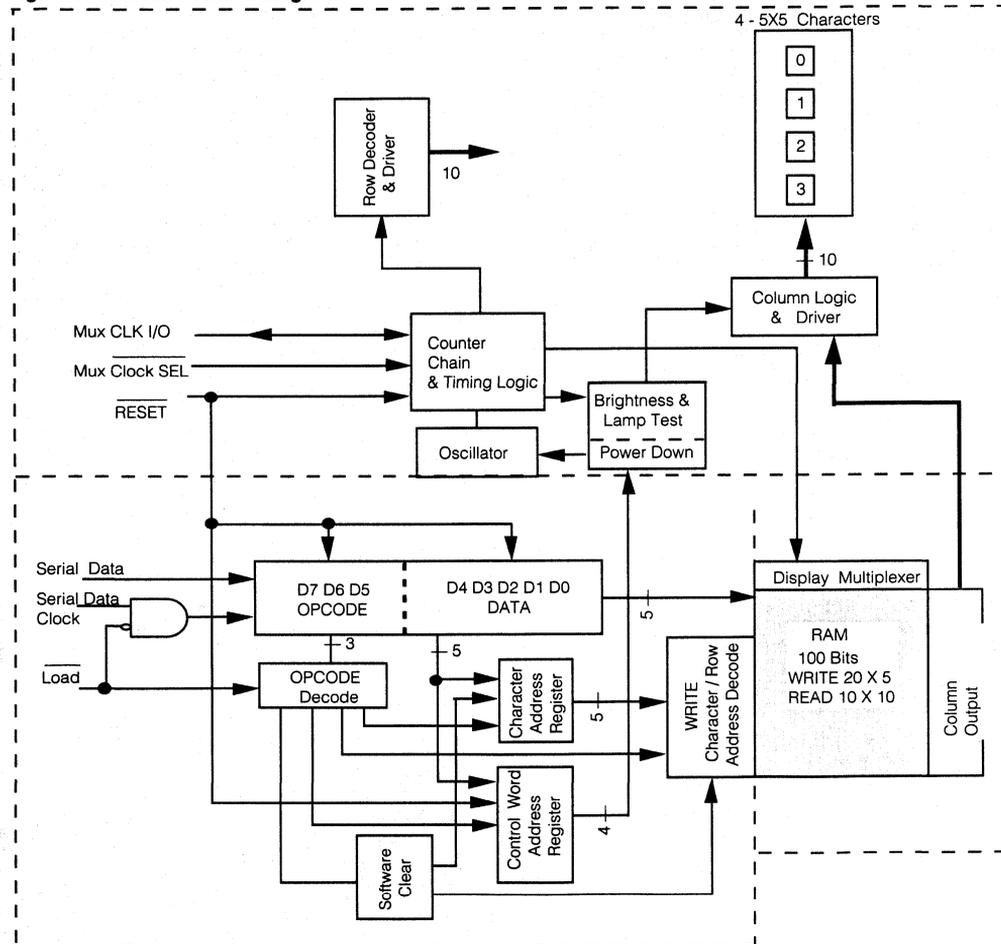 4 - 5X5 Characters
0
1
2
3
Row Decoder
& Driver
10
10
Column Logic
& Driver
Mux CLK I/O
Mux Clock SEL
RESET
Counter
Chain
& Timing Logic
Brightness &
Lamp Test
Power Down
Oscillator
Serial Data
Serial Data
Clock
Load
D7 D6 D5
OPCODE
D4 D3 D2 D1 D0
DATA
3
5
5
OPCODE
Decode
Character
Address
Register
5
Control Word
Address
Register
4
Software
Clear
WRITE
Character / Row
Address Decode
Display Multiplexer
RAM
100 Bits
WRITE 20 X 5
READ 10 X 10
Column
Output